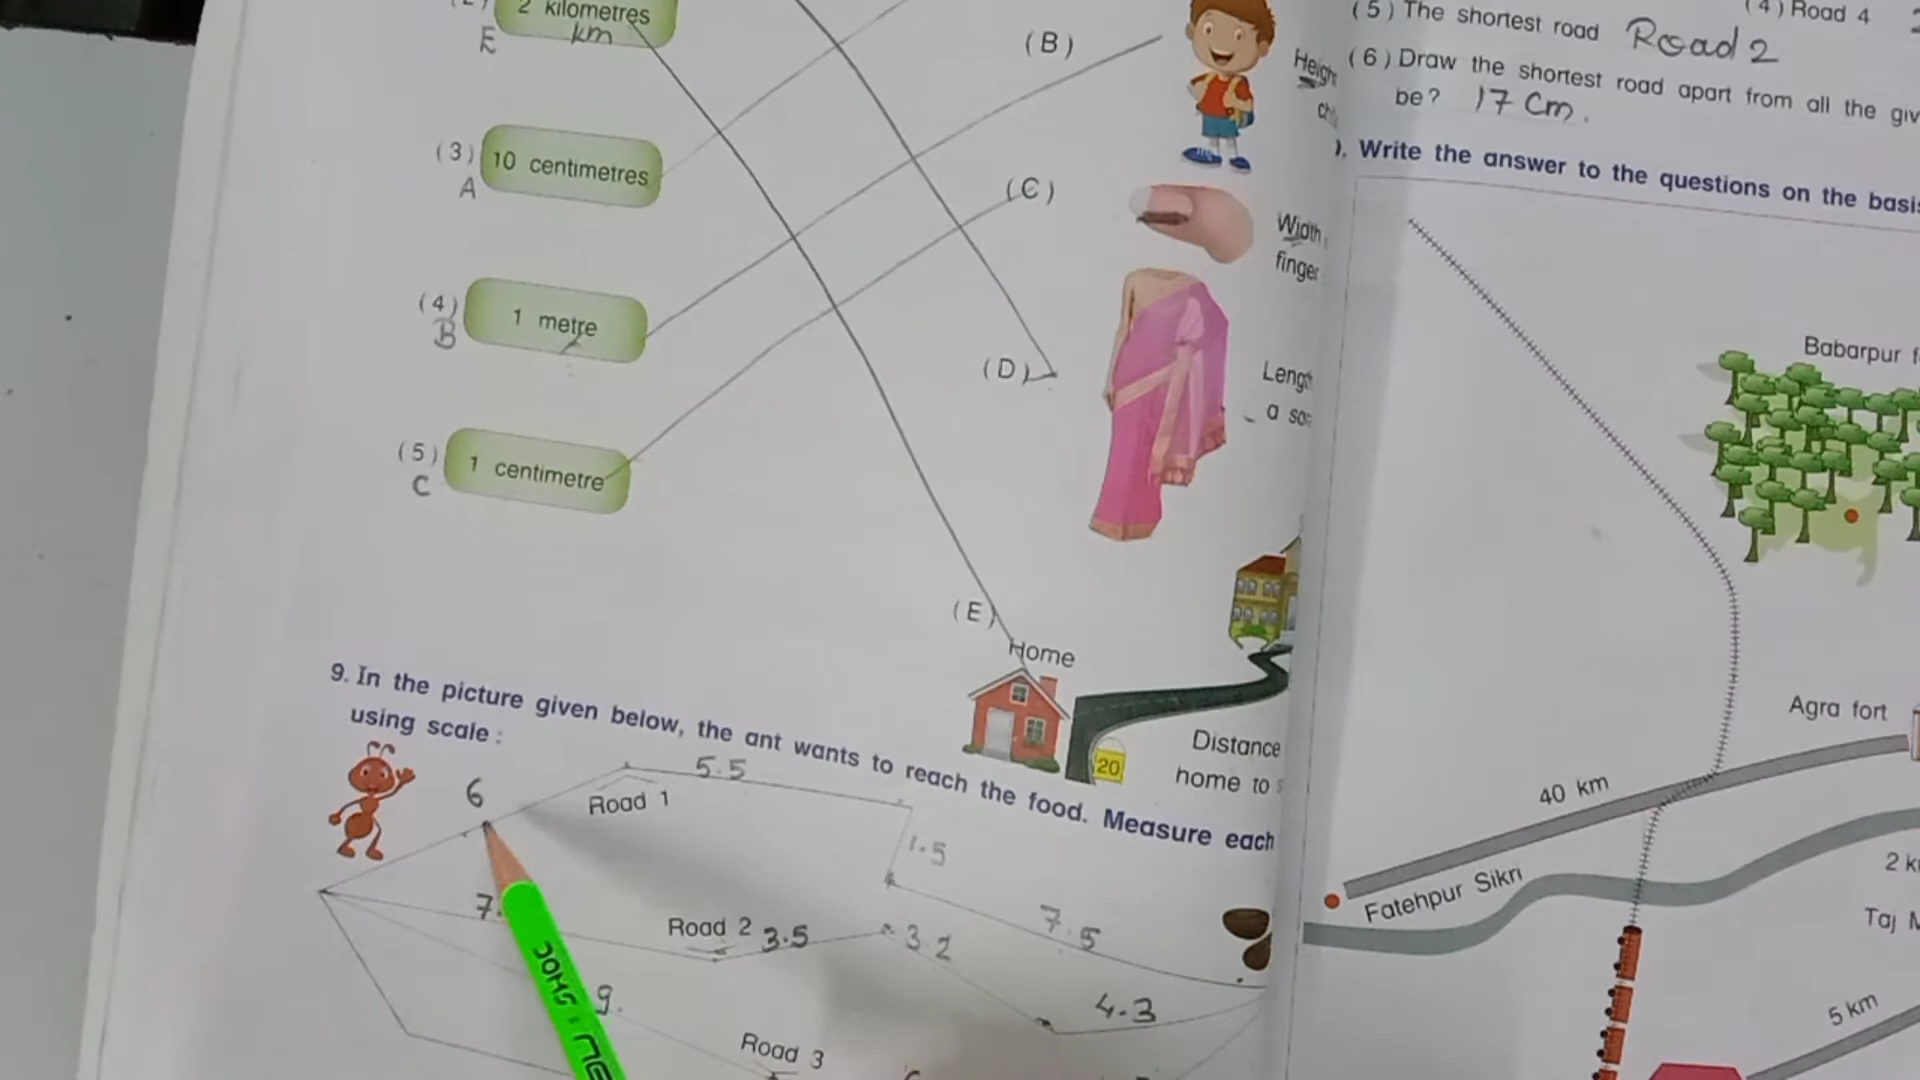 2 kilometres
km
E
(B)
(3)
10 centimetres
A
(C)
(4)
1 metre
B
(D)
(5)
1 centimetre
C
(E)
Home
Width
finger
a
Distance
home to
20
9. In the picture given below, the ant wants to reach the food. Measure each
using scale :
6
5.5
Road 1
1.5
7.5
7.
Road 2
3.5
3.2
4.3
9.
Road 3
DOMS
(4) Road 4
(5) The shortest road Road 2
(6) Draw the shortest road apart from all the
be? 17 Cm.
Write the answer to the questions on the
Babarpur
Agra fort
40 km
Fatehpur Sikri
2
Taj
5 km